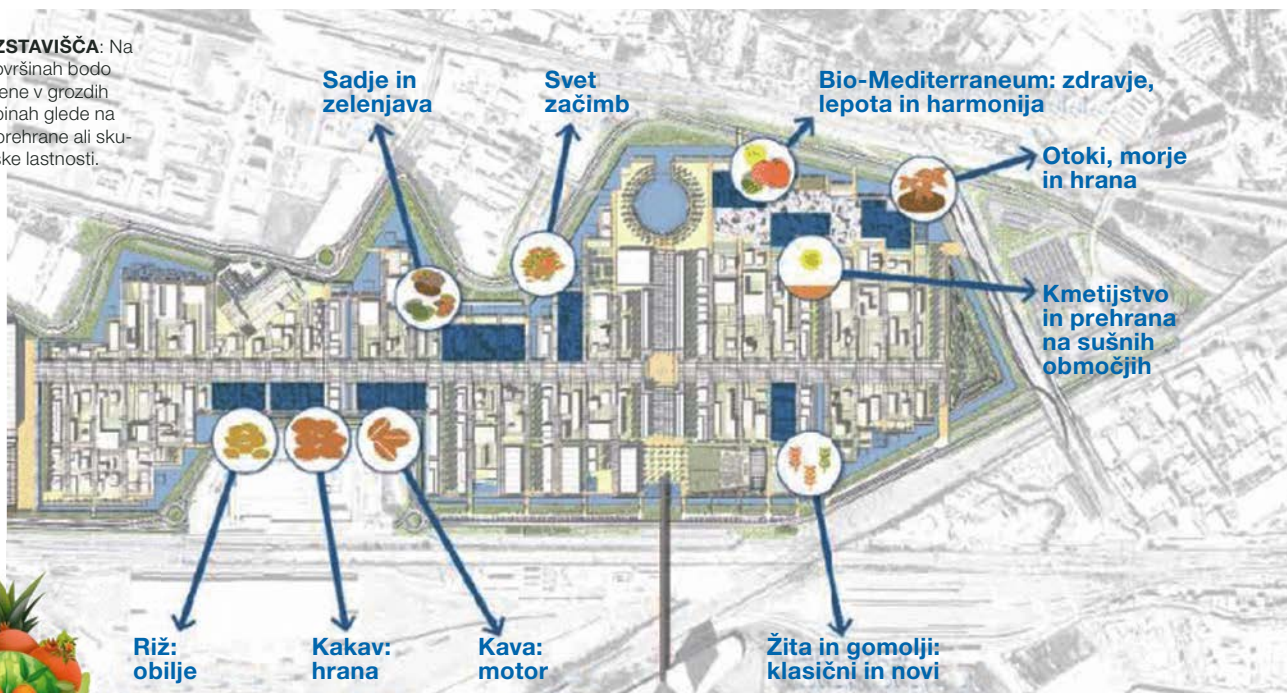 ZSTAVIŠČA: Na
ovršinah bodo
ene v grozdih
pinah glede na
prehrane ali sku-
ske lastnosti.
Sadje in
zelenjava
Svet
začimb
Bio-Mediterraneum: zdravje,
lepota in harmonija
Otoki, morje
in hrana
Kmetijstvo
in prehrana
na sušnih
območjih
Riž:
obilje
Kakav:
hrana
Kava:
motor
Žita in gomolji:
klasični in novi